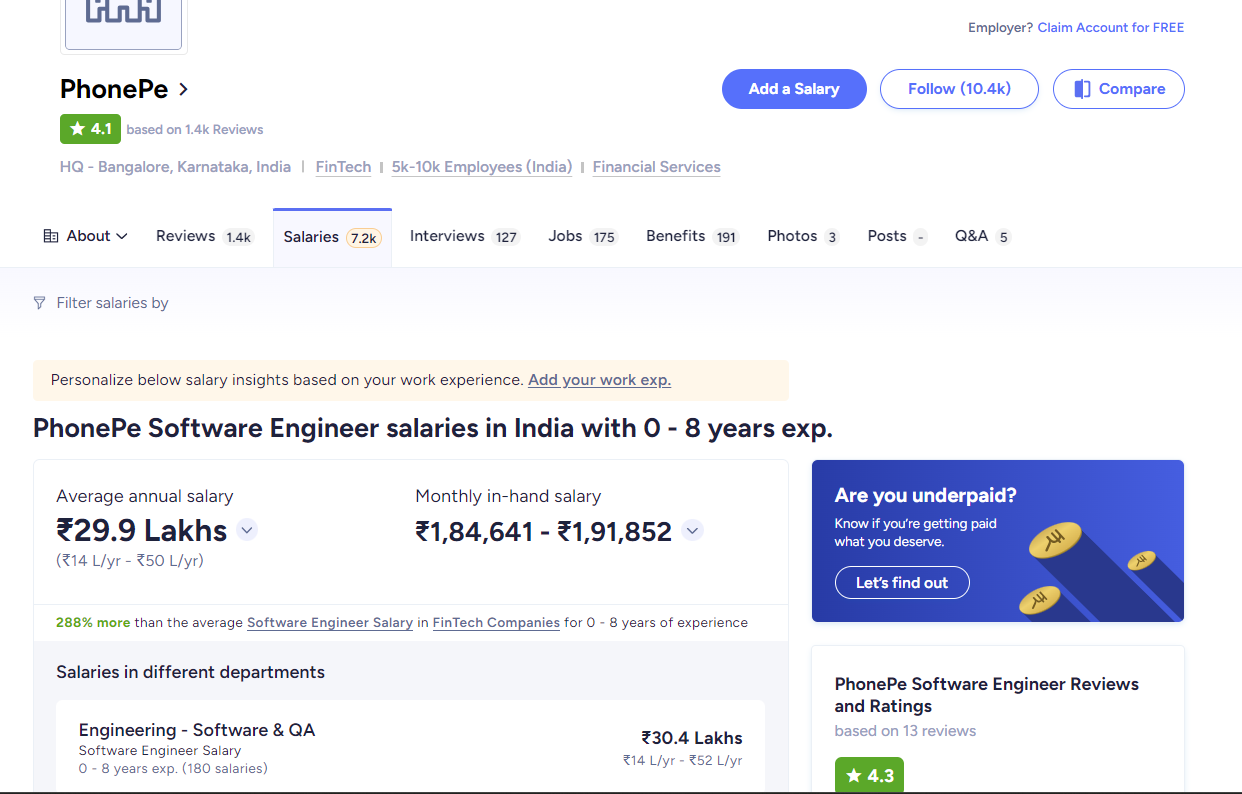 Employer? Claim Account for FREE
PhonePe
Add a Salary
Follow (10.4k)
Compare
4.1 based on 1.4k Reviews
HQ - Bangalore, Karnataka, India | FinTech | 5k-10k Employees (India) | Financial Services
About
Reviews 1.4k
Salaries 7.2k
Interviews 127
Jobs 175
Benefits 191
Photos 3
Posts -
Q&A 5
Filter salaries by
Personalize below salary insights based on your work experience. Add your work exp.
PhonePe Software Engineer salaries in India with 0 - 8 years exp.
Average annual salary
₹29.9 Lakhs
(₹14 L/yr - ₹50 L/yr)
Monthly in-hand salary
₹1,84,641 - ₹1,91,852
288% more than the average Software Engineer Salary in FinTech Companies for 0 - 8 years of experience
Salaries in different departments
Engineering - Software & QA
Software Engineer Salary
0 - 8 years exp. (180 salaries)
₹30.4 Lakhs
₹14 L/yr - ₹52 L/yr
Are you underpaid?
Know if you're getting paid
what you deserve.
Let's find out
PhonePe Software Engineer Reviews
and Ratings
based on 13 reviews
4.3